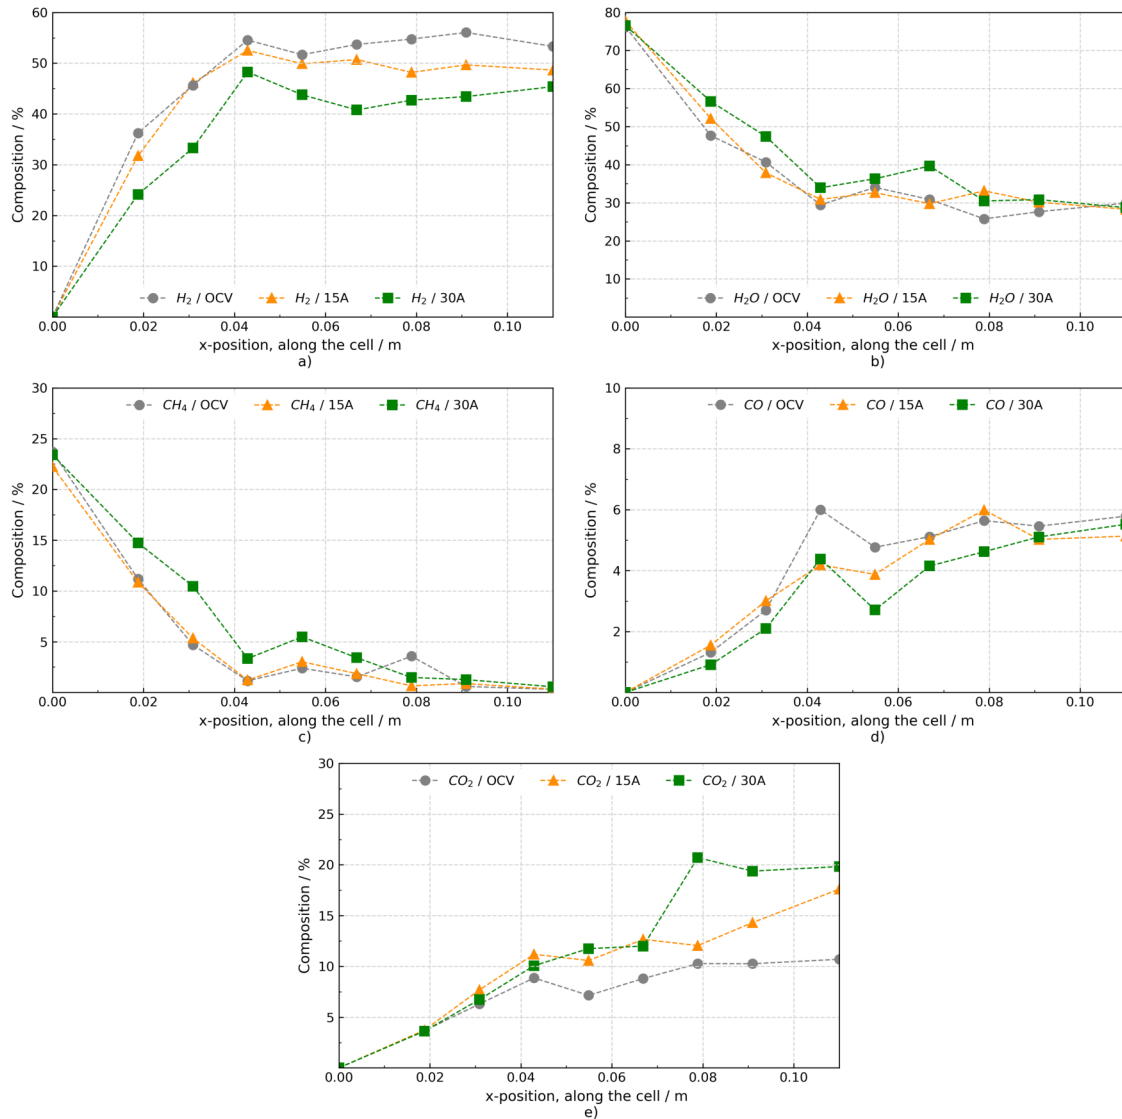 60
50
40
30
20
10
Composition / %
H2 / OCV H2 / 15A H2 / 30A
0.00 0.02 0.04 0.06 0.08 0.10
x-position, along the cell / m
a)
80
70
60
50
40
30
20
10
Composition / %
H2O / OCV H2O / 15A H2O / 30A
0.00 0.02 0.04 0.06 0.08 0.10
x-position, along the cell / m
b)
30
25
20
15
10
5
Composition / %
CH4 / OCV CH4 / 15A CH4 / 30A
0.00 0.02 0.04 0.06 0.08 0.10
x-position, along the cell / m
c)
10
8
6
4
2
Composition / %
CO / OCV CO / 15A CO / 30A
0.00 0.02 0.04 0.06 0.08 0.10
x-position, along the cell / m
d)
30
25
20
15
10
5
Composition / %
CO2 / OCV CO2 / 15A CO2 / 30A
0.00 0.02 0.04 0.06 0.08 0.10
x-position, along the cell / m
e)